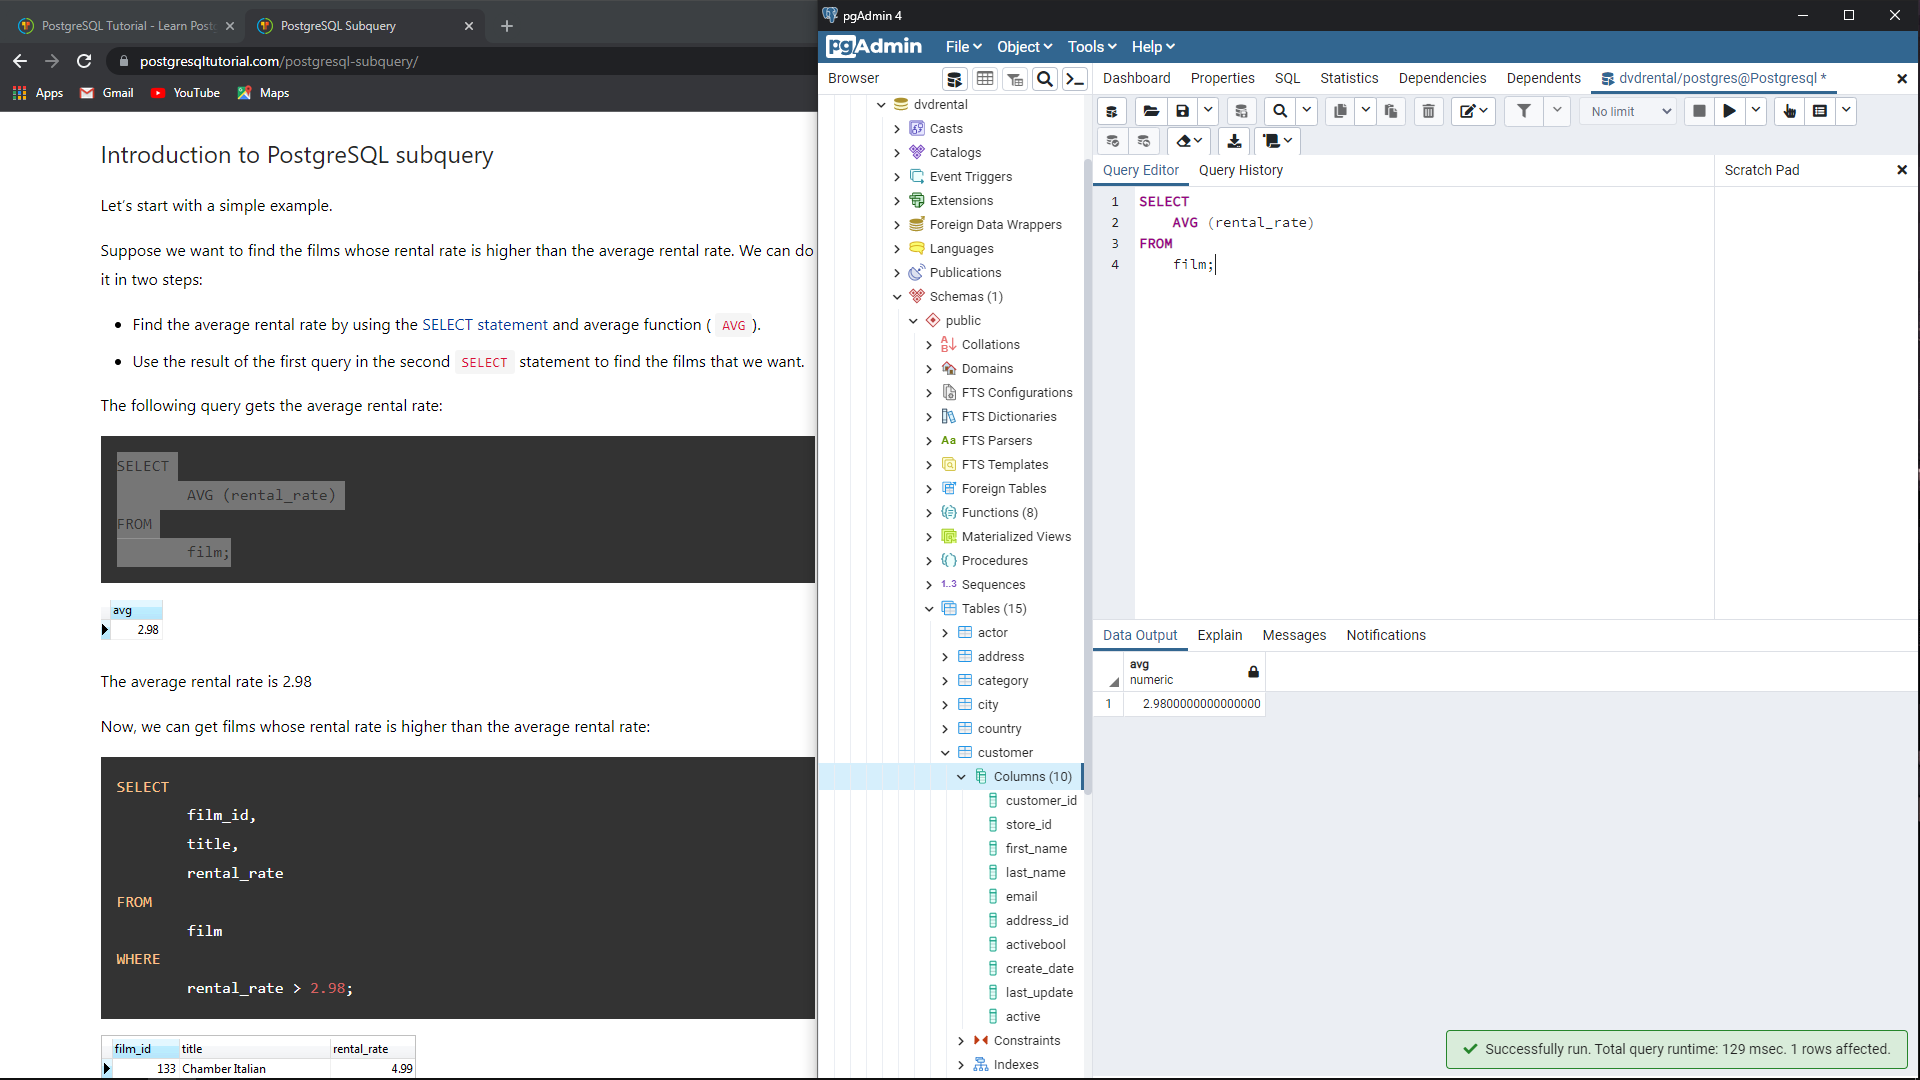 PostgreSQL Tutorial - Learn Post
PostgreSQL Subquery
postgresqltutorial.com/postgresql-subquery/
Apps
Gmail
YouTube
Maps
Introduction to PostgreSQL subquery
Let's start with a simple example.
Suppose we want to find the films whose rental rate is higher than the average rental rate. We can do
it in two steps:
• Find the average rental rate by using the SELECT statement and average function ( AVG ).
• Use the result of the first query in the second SELECT statement to find the films that we want.
The following query gets the average rental rate:
SELECT
AVG (rental_rate)
FROM
film;
avg
2.98
The average rental rate is 2.98
Now, we can get films whose rental rate is higher than the average rental rate:
SELECT
film_id,
title,
rental_rate
FROM
film
WHERE
rental_rate > 2.98;
film_id title rental_rate
133 Chamber Italian 4.99
pgAdmin 4
pgAdmin
File
Object
Tools
Help
Browser
dvdrental
Casts
Catalogs
Event Triggers
Extensions
Foreign Data Wrappers
Languages
Publications
Schemas (1)
public
Collations
Domains
FTS Configurations
FTS Dictionaries
Aa FTS Parsers
FTS Templates
Foreign Tables
Functions (8)
Materialized Views
Procedures
1..3 Sequences
Tables (15)
actor
address
category
city
country
customer
Columns (10)
customer_id
store_id
first_name
last_name
email
address_id
activebool
create_date
last_update
active
Constraints
Indexes
Dashboard
Properties
SQL
Statistics
Dependencies
Dependents
dvdrental/postgres@Postgresql *
No limit
Query Editor
Query History
Scratch Pad
1 SELECT
2 AVG (rental_rate)
3 FROM
4 film;
Data Output
Explain
Messages
Notifications
avg
numeric
1 2.9800000000000000
Successfully run. Total query runtime: 129 msec. 1 rows affected.